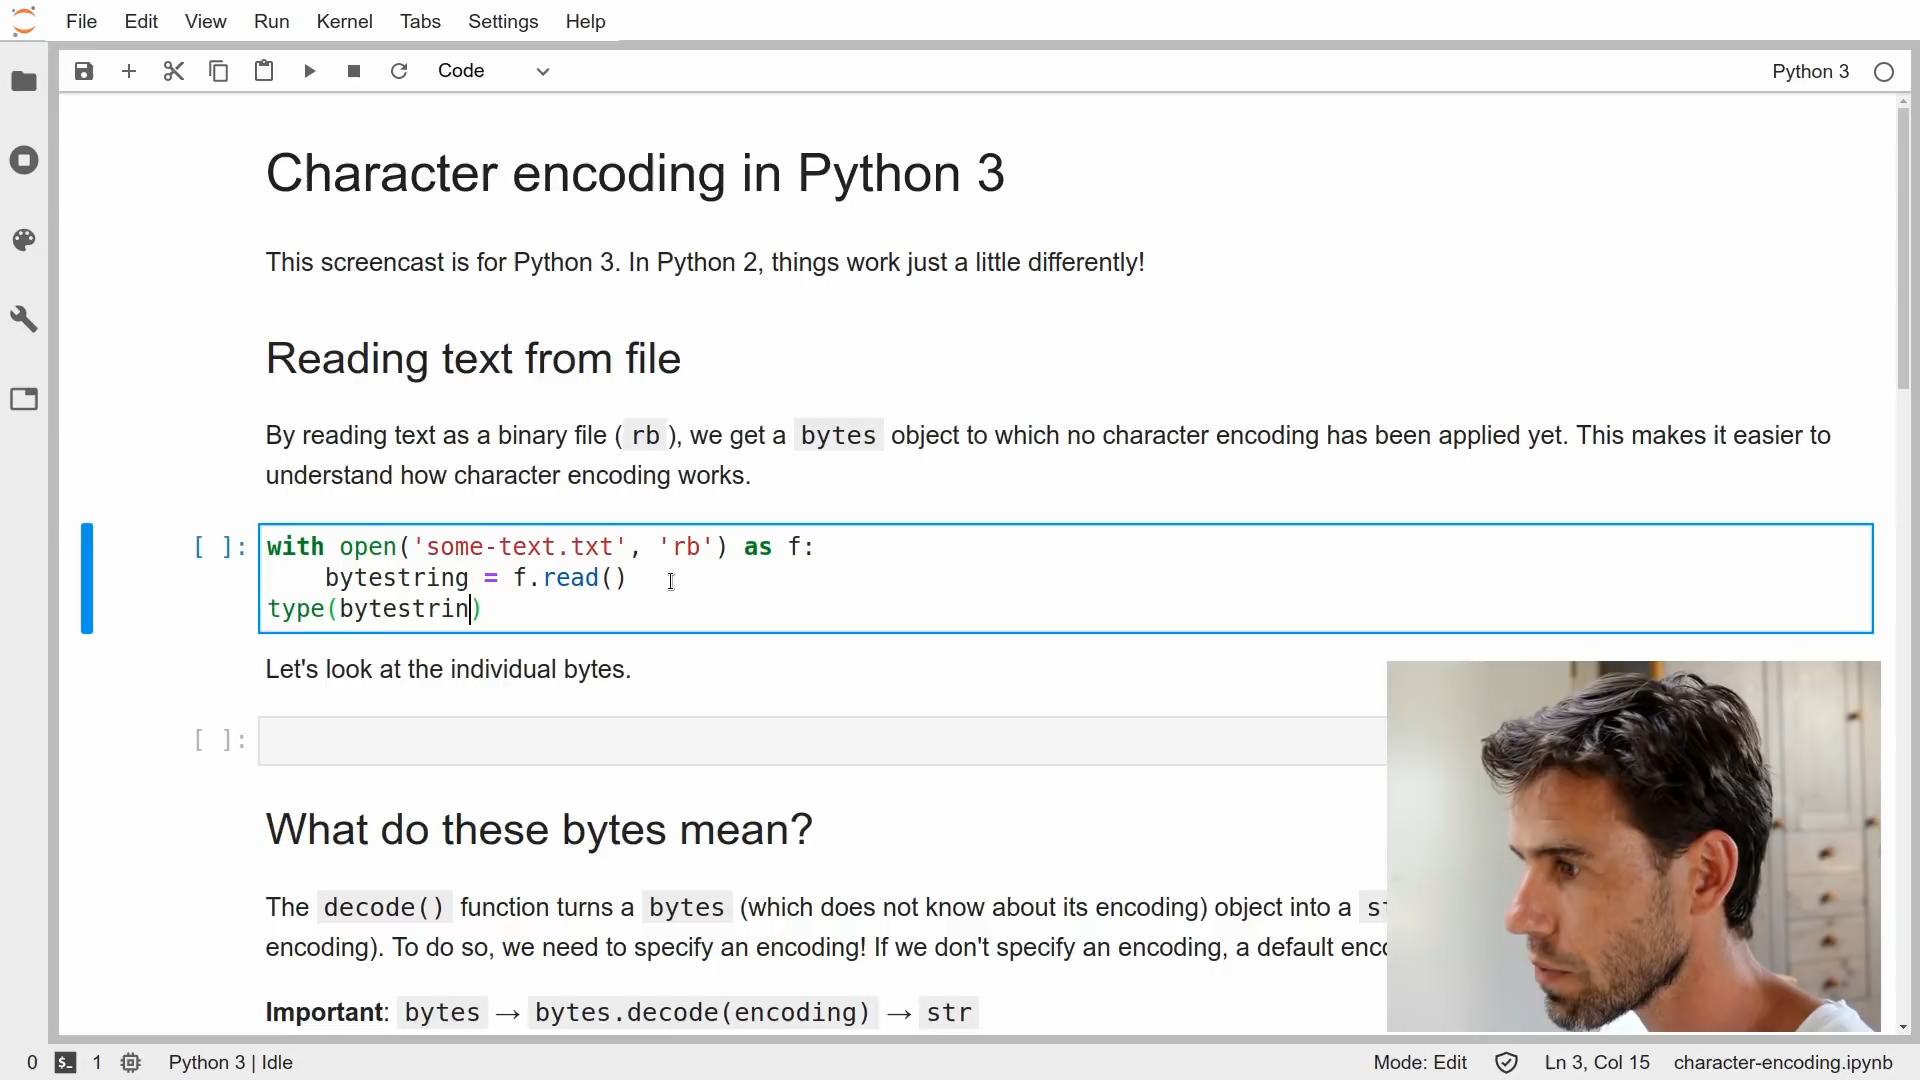 File Edit View Run Kernel Tabs Settings Help
Code
Python 3
Character encoding in Python 3
This screencast is for Python 3. In Python 2, things work just a little differently!
Reading text from file
By reading text as a binary file ( rb ), we get a bytes object to which no character encoding has been applied yet. This makes it easier to
understand how character encoding works.
[ ]: with open('some-text.txt', 'rb') as f:
bytestring = f.read()
type(bytestrin)
Let's look at the individual bytes.
[ ]:
What do these bytes mean?
The decode() function turns a bytes (which does not know about its encoding) object into a
encoding). To do so, we need to specify an encoding! If we don't specify an encoding, a default
Important: bytes → bytes.decode(encoding) → str
0 $_ 1 Python 3 | Idle Mode: Edit Ln 3, Col 15 character-encoding.ipynb